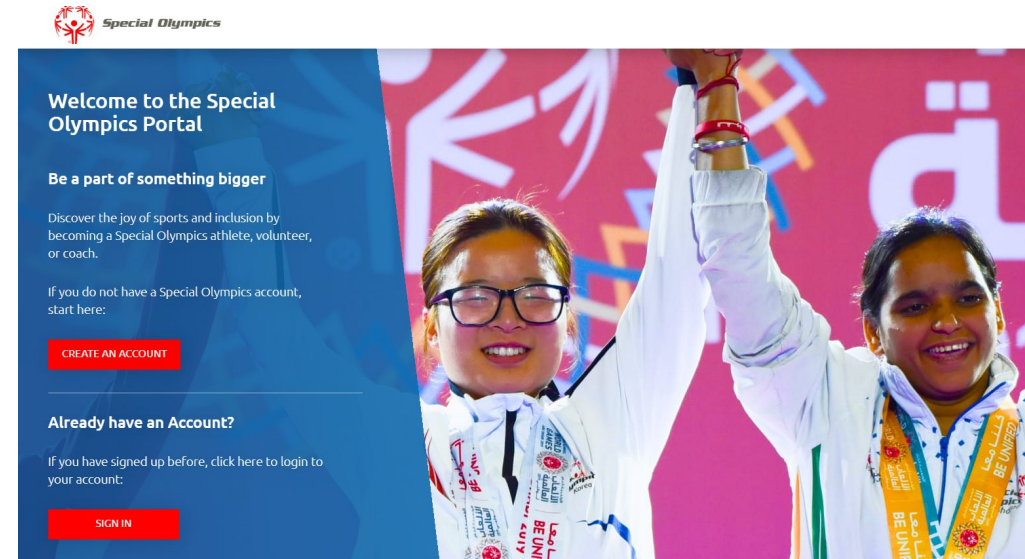 Special Olympics
Welcome to the Special
Olympics Portal
Be a part of something bigger
Discover the joy of sports and inclusion by
becoming a Special Olympics athlete, volunteer,
or coach.
If you do not have a Special Olympics account,
start here:
CREATE AN ACCOUNT
Already have an Account?
If you have signed up before, click here to login to
your account:
SIGN IN
WORLD
GAMES
Korea
BE UNIFIED